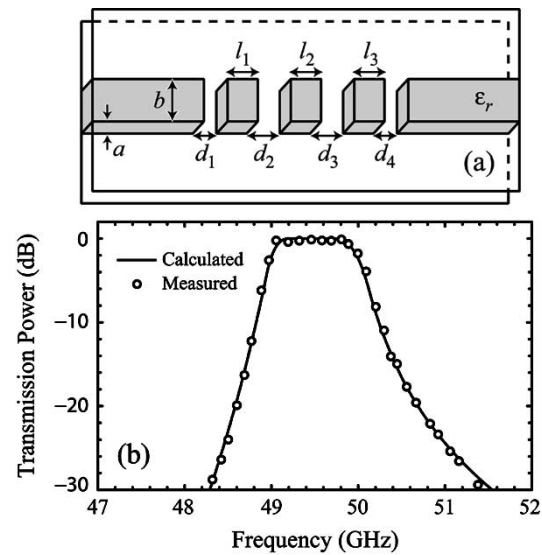 l₁ l₂ l₃
b εᵣ
a
d₁ d₂ d₃ d₄ (a)
Transmission Power (dB)
0
−10
−20
−30
Calculated
Measured
(b)
47 48 49 50 51 52
Frequency (GHz)